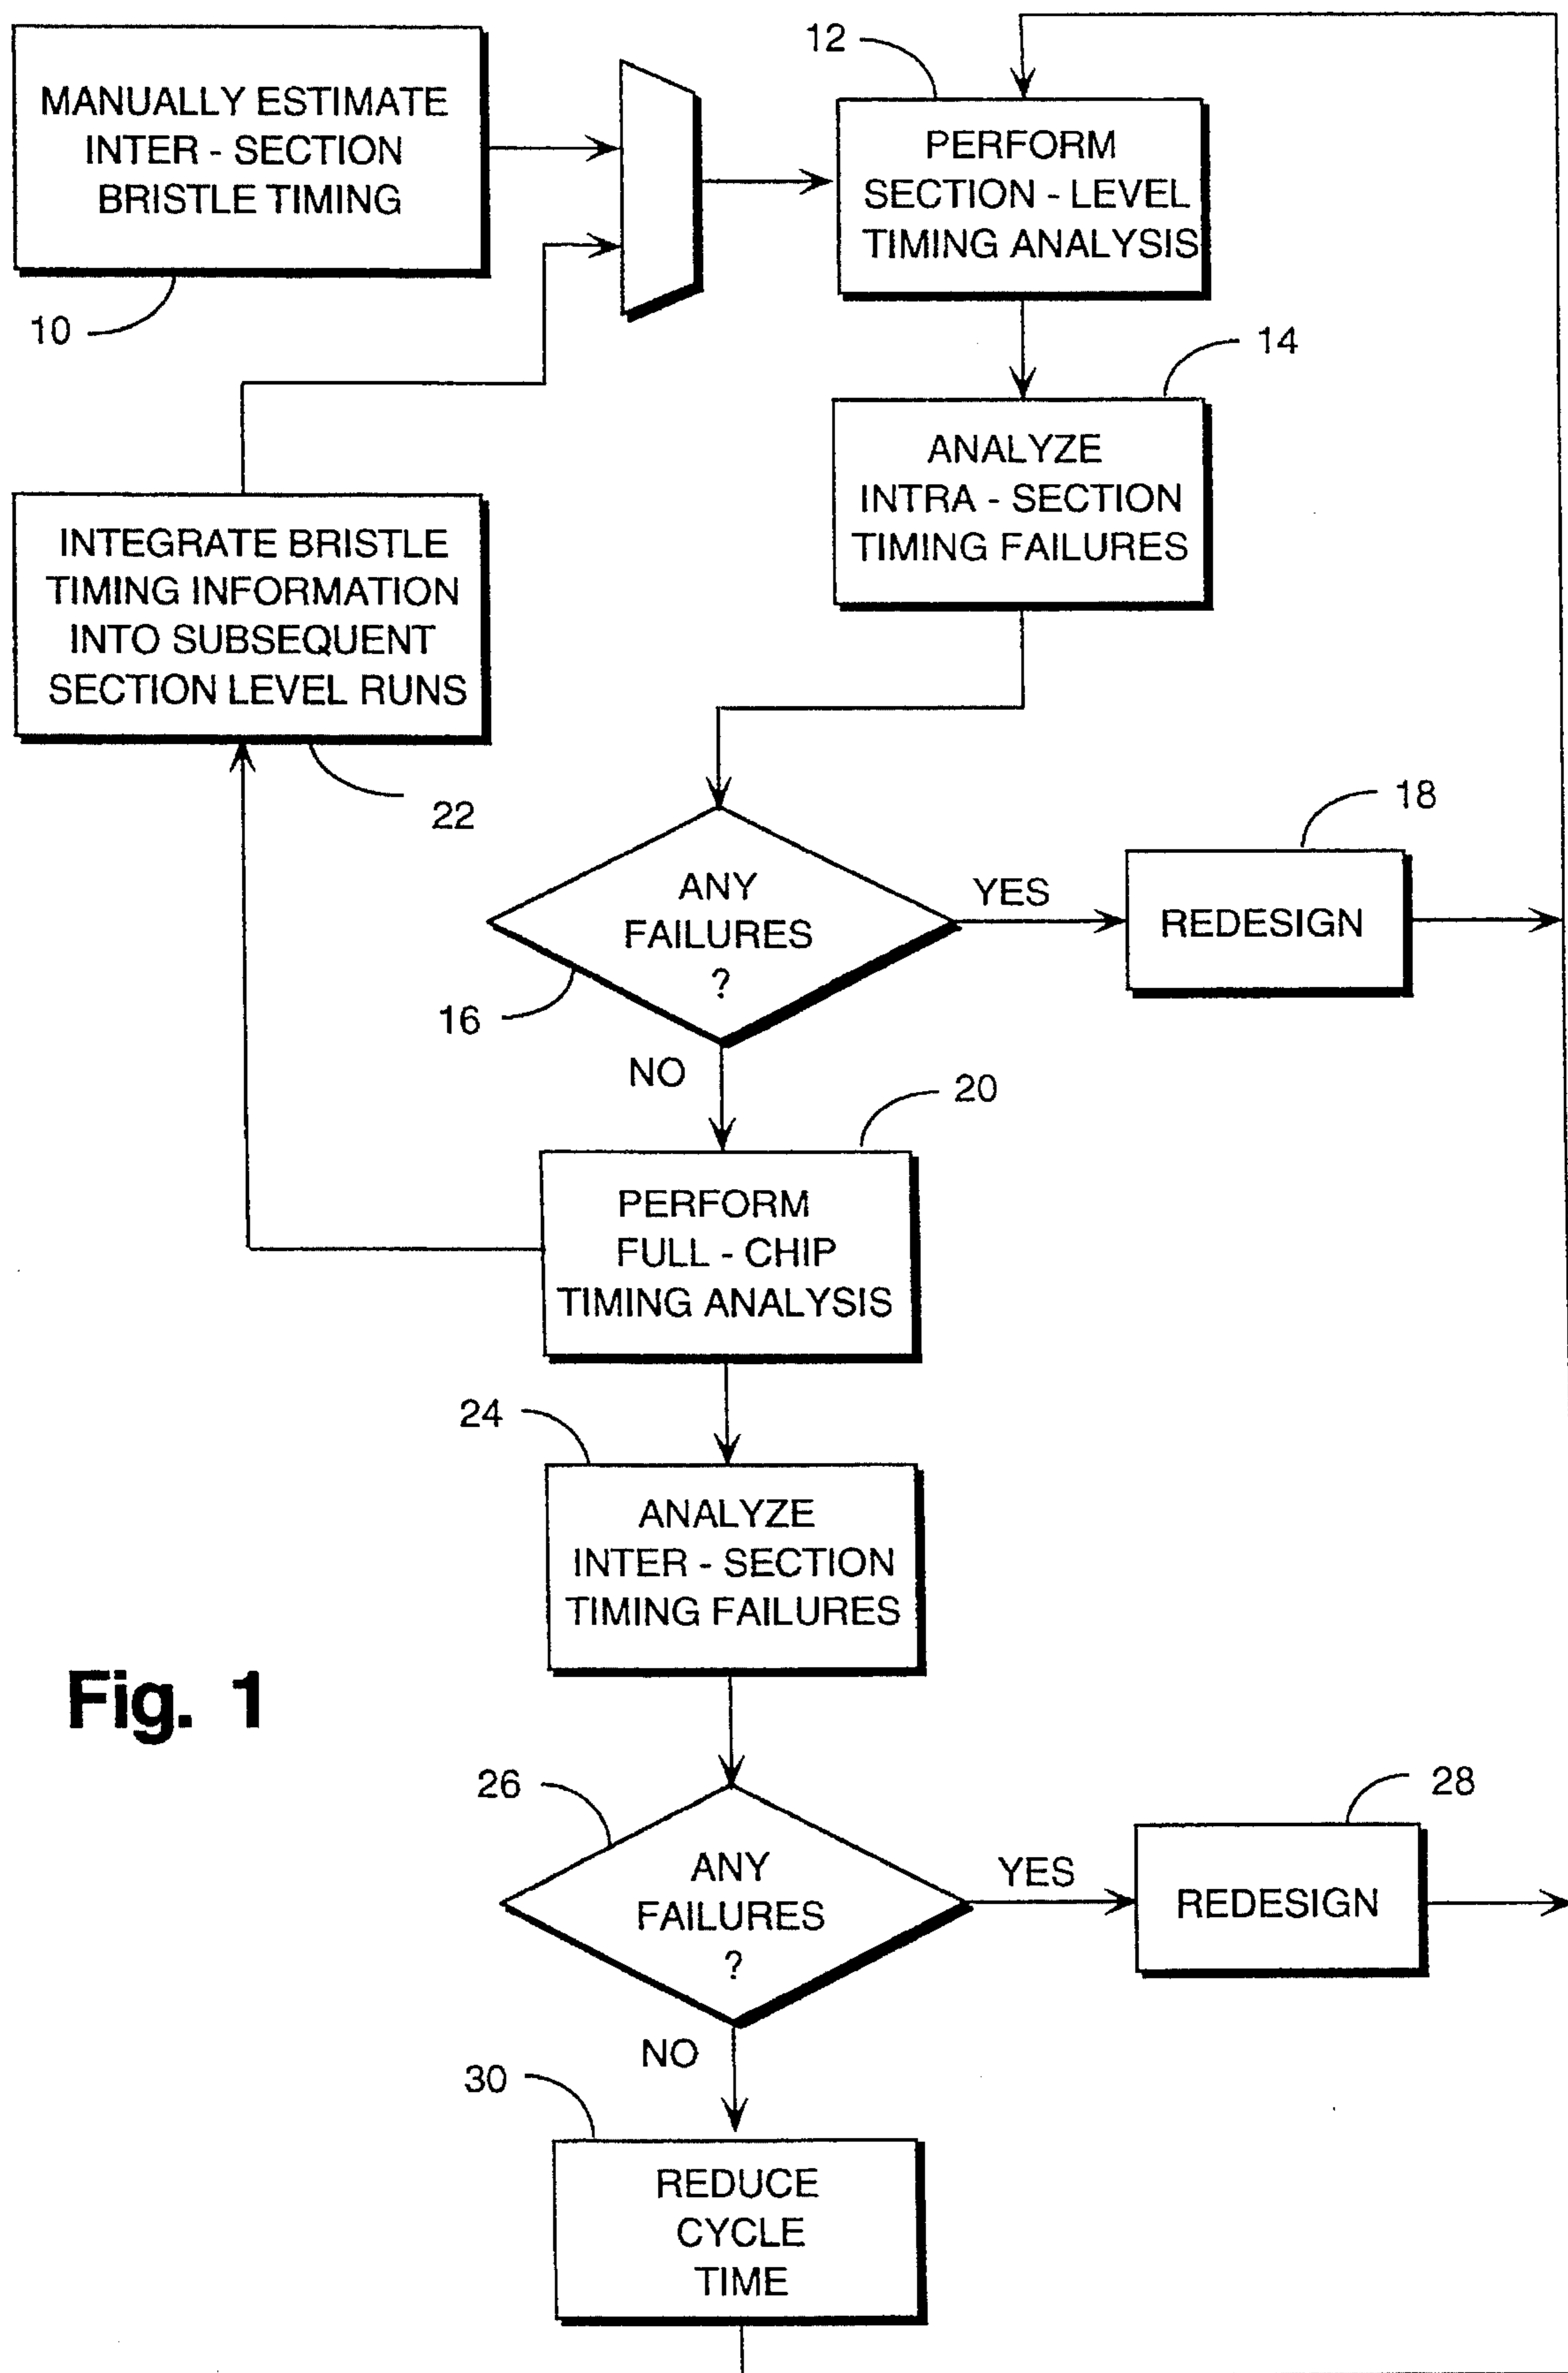 12
MANUALLY ESTIMATE
INTER - SECTION
BRISTLE TIMING
10
PERFORM
SECTION - LEVEL
TIMING ANALYSIS
14
ANALYZE
INTRA - SECTION
TIMING FAILURES
INTEGRATE BRISTLE
TIMING INFORMATION
INTO SUBSEQUENT
SECTION LEVEL RUNS
22
18
ANY
FAILURES
?
16
YES
REDESIGN
NO
20
PERFORM
FULL - CHIP
TIMING ANALYSIS
24
ANALYZE
INTER - SECTION
TIMING FAILURES
Fig. 1
26
28
ANY
FAILURES
?
YES
REDESIGN
NO
30
REDUCE
CYCLE
TIME